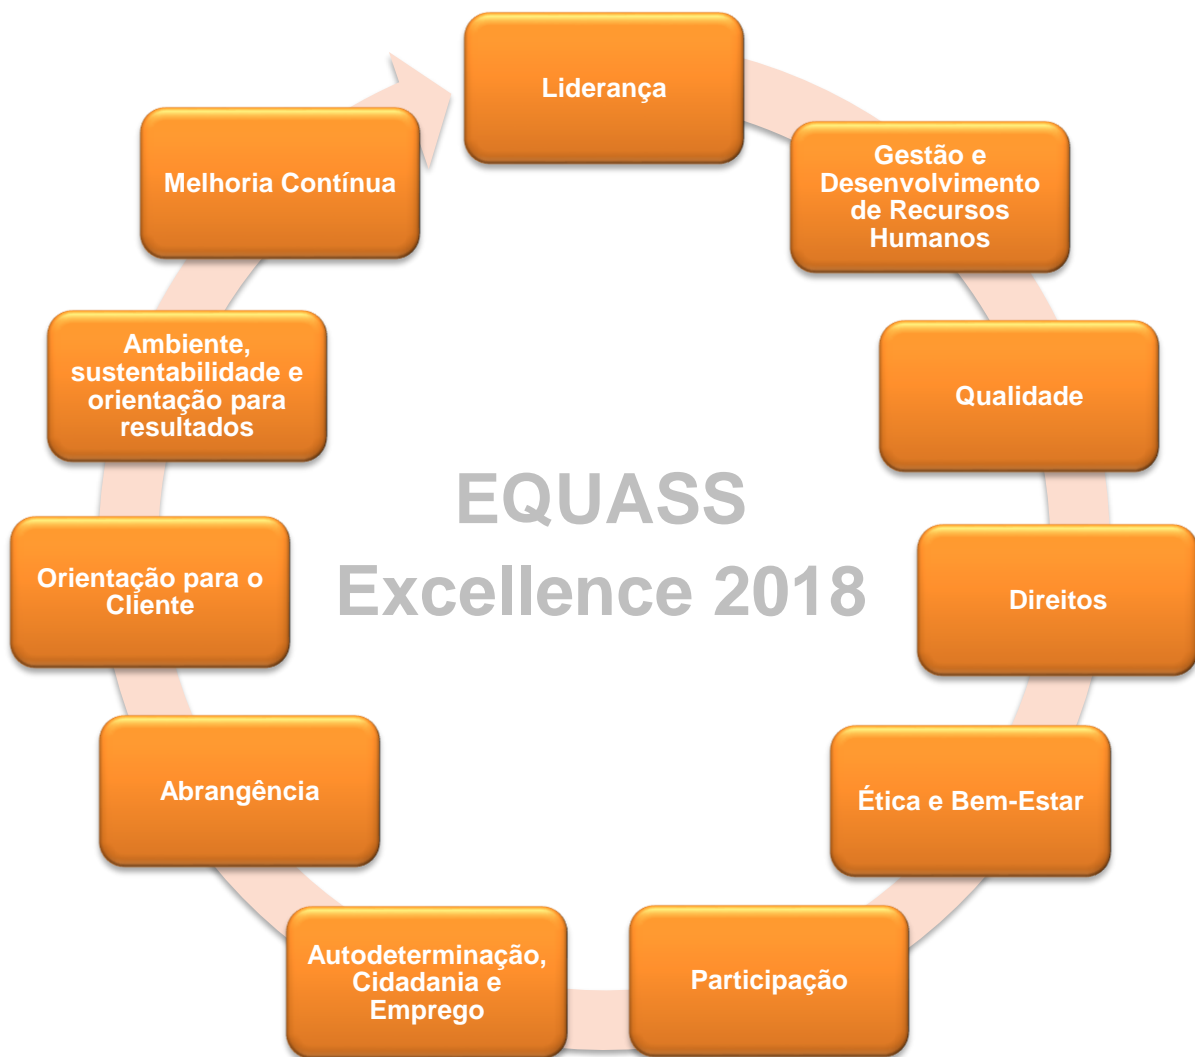 Liderança
Gestão e
Desenvolvimento
de Recursos
Humanos
Qualidade
Direitos
Ética e Bem-Estar
Participação
Autodeterminação,
Cidadania e
Emprego
Abrangência
Orientação para o
Cliente
Ambiente,
sustentabilidade e
orientação para
resultados
Melhoria Contínua
EQUASS
Excellence 2018